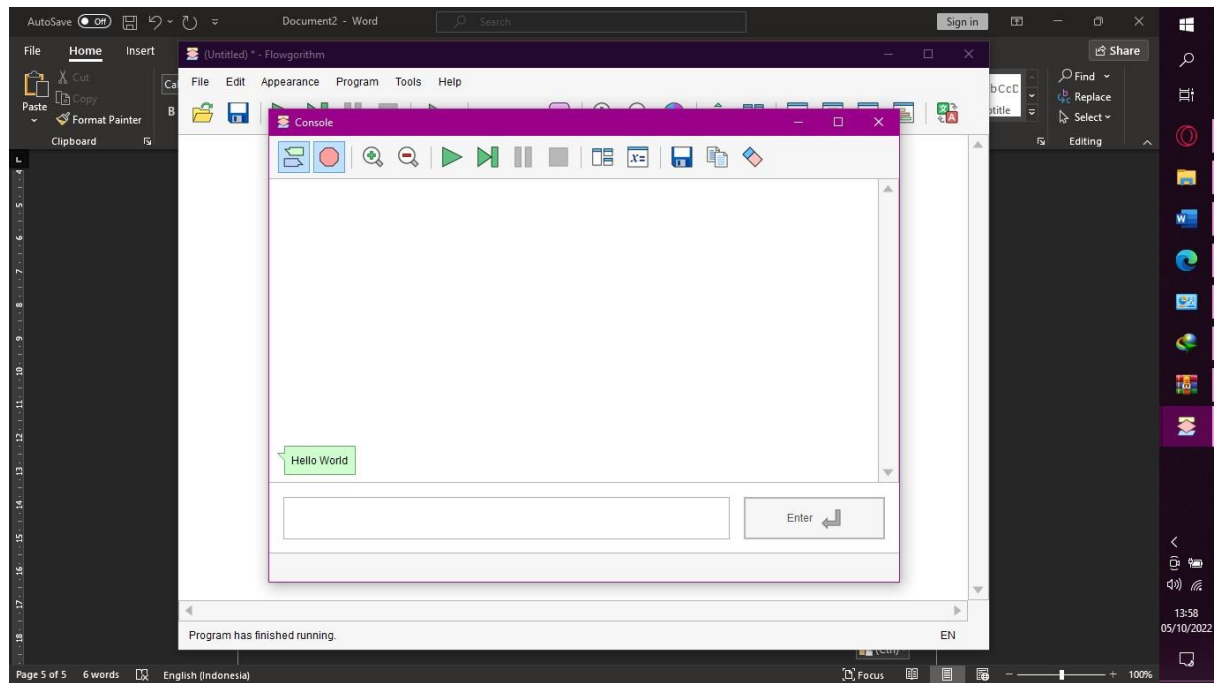 AutoSave Off Document2 - Word Search Sign in
File Home Insert Share
(Untitled) * - Flowgorithm
Cut
Copy
Paste
Format Painter
Clipboard
Ca
B
File Edit Appearance Program Tools Help
Find
Replace
Select
Editing
Console
Hello World
Enter
Program has finished running. EN
Page 5 of 5 6 words English (Indonesia) Focus 100%
13:58
05/10/2022